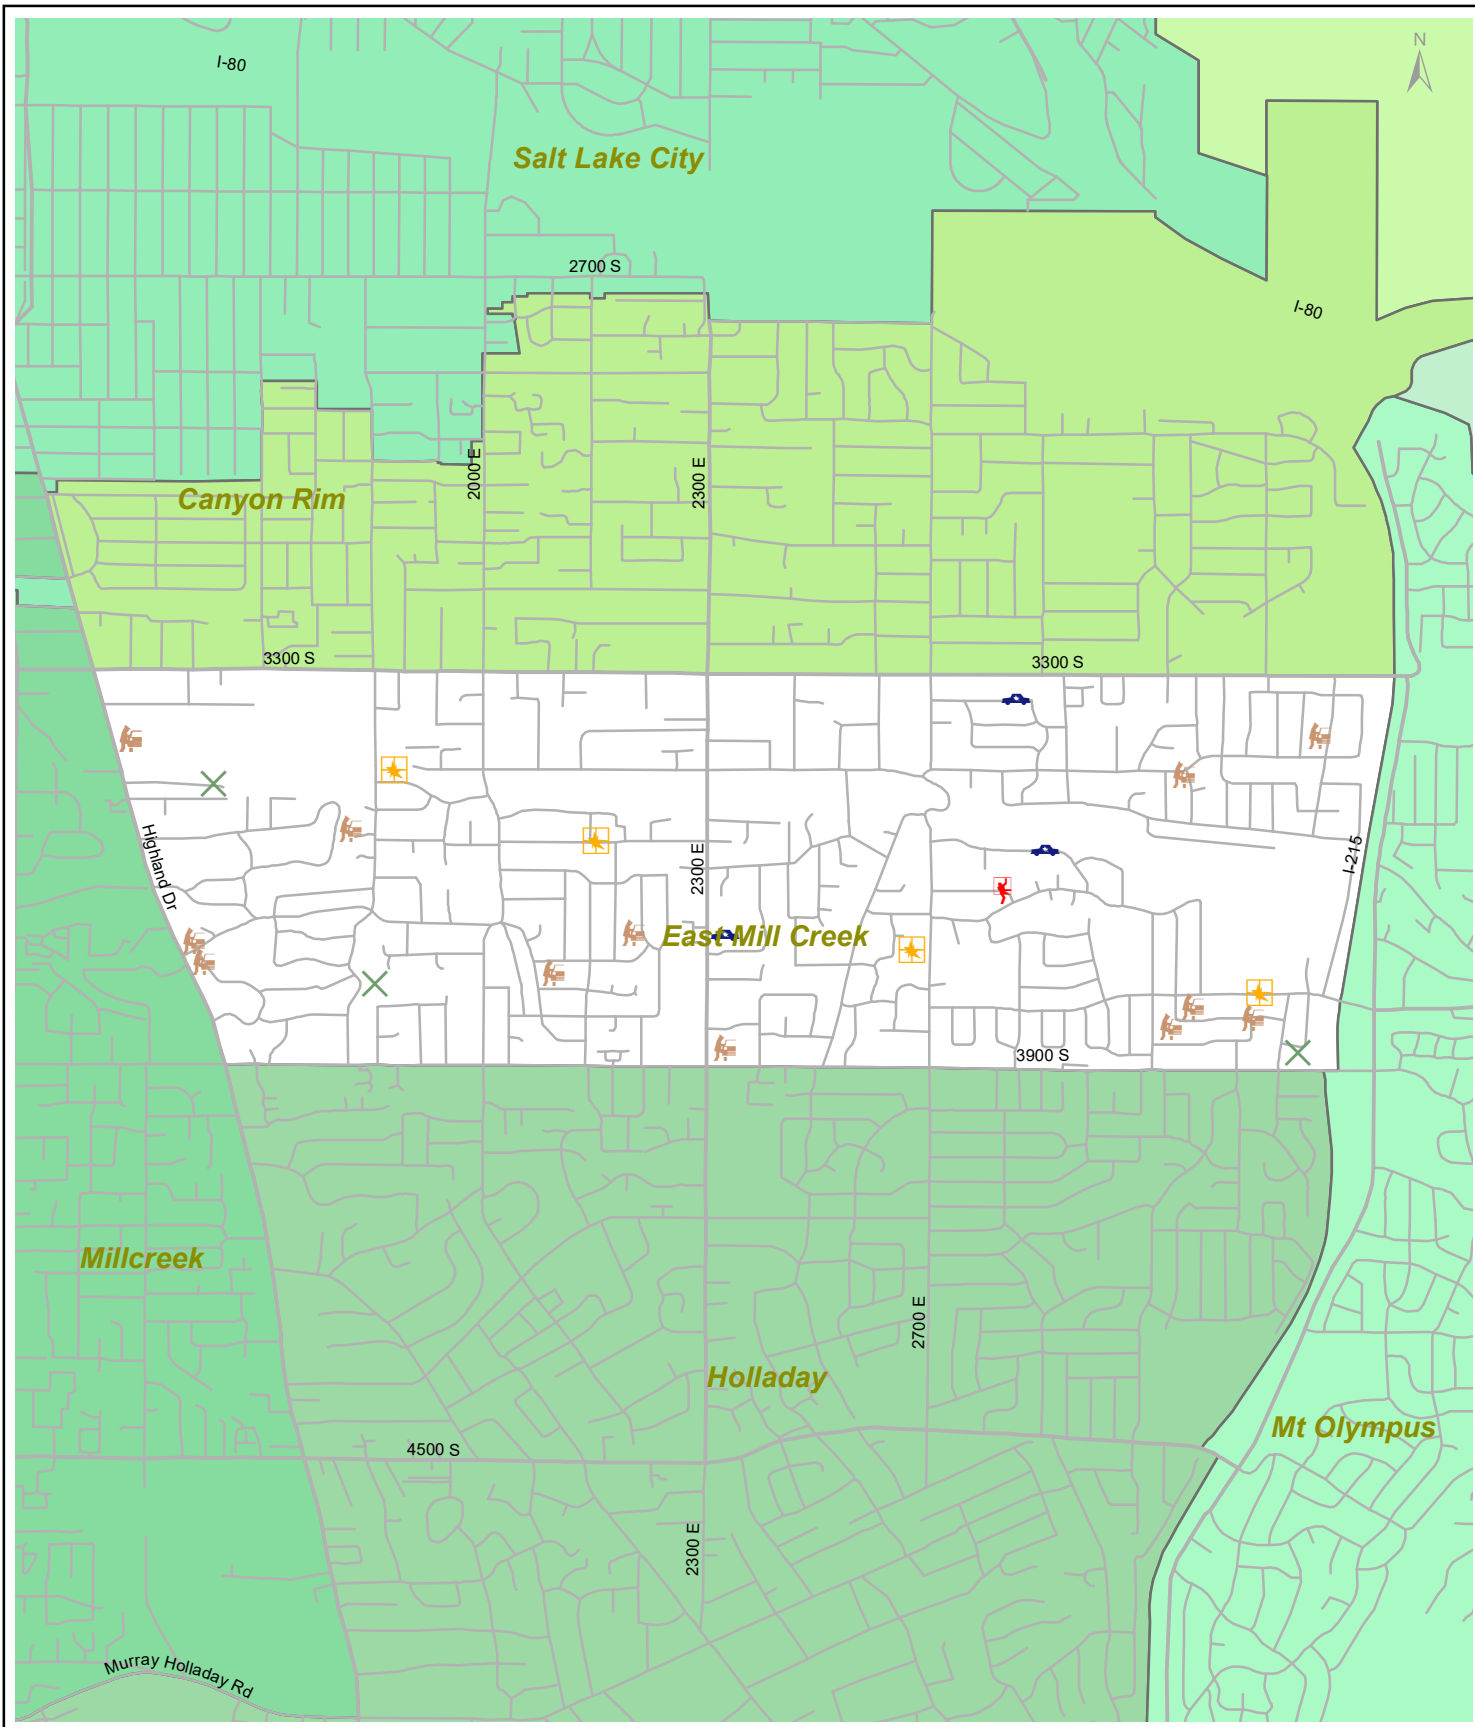 N
I-80
Salt Lake City
2700 S
I-80
2000 E
2300 E
Canyon Rim
3300 S
3300 S
Highland Dr
2300 E
I-215
East Mill Creek
3900 S
Millcreek
2700 E
Holladay
Mt Olympus
4500 S
2300 E
Murray Holladay Rd